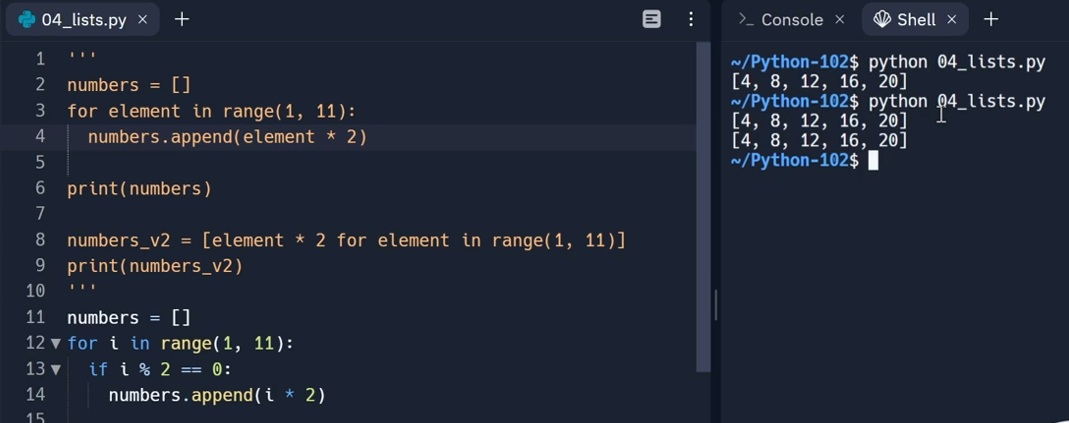 04_lists.py × +
1 '''
2 numbers = []
3 for element in range(1, 11):
4 numbers.append(element * 2)
5
6 print(numbers)
7
8 numbers_v2 = [element * 2 for element in range(1, 11)]
9 print(numbers_v2)
10 '''
11 numbers = []
12 for i in range(1, 11):
13 if i % 2 == 0:
14 numbers.append(i * 2)
15
>_ Console × Shell × +
~/Python-102$ python 04_lists.py
[4, 8, 12, 16, 20]
~/Python-102$ python 04_lists.py
[4, 8, 12, 16, 20]
[4, 8, 12, 16, 20]
~/Python-102$